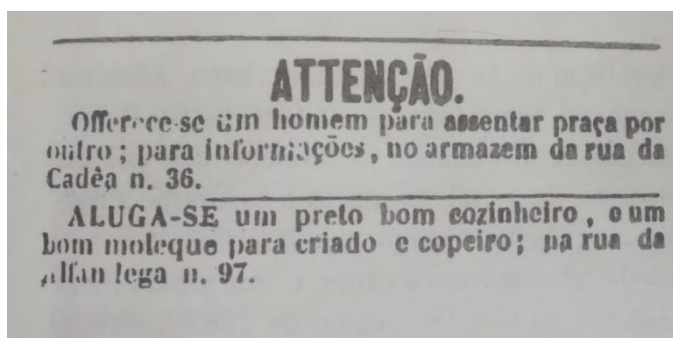 ATTENÇÃO.
Offerece-se um homem para assentar praça por
outro; para informações, no armazem da rua da
Cadêa n. 36.
ALUGA-SE um preto bom cozinheiro, e um
bom moleque para criado e copeiro; na rua da
Alfandega n. 97.